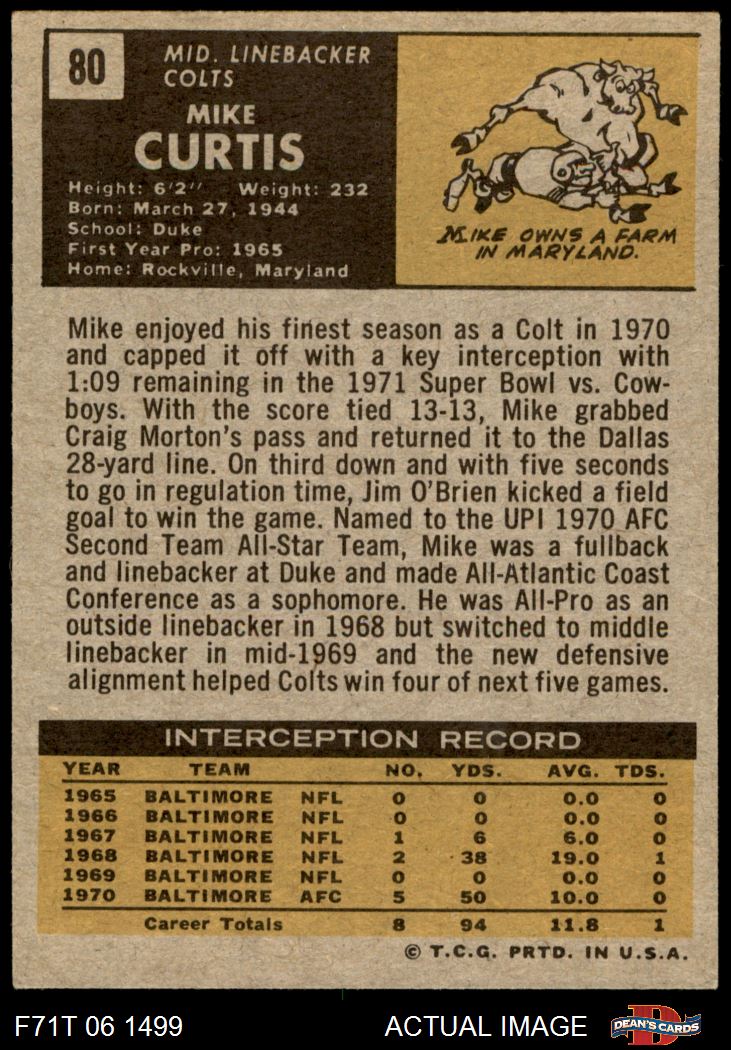 80
MID. LINEBACKER
COLTS
MIKE
CURTIS
Height: 6'2" Weight: 232
Born: March 27, 1944
School: Duke
First Year Pro: 1965
Home: Rockville, Maryland
MIKE OWNS A FARM
IN MARYLAND.
Mike enjoyed his finest season as a Colt in 1970
and capped it off with a key interception with
1:09 remaining in the 1971 Super Bowl vs. Cow-
boys. With the score tied 13-13, Mike grabbed
Craig Morton's pass and returned it to the Dallas
28-yard line. On third down and with five seconds
to go in regulation time, Jim O'Brien kicked a field
goal to win the game. Named to the UPI 1970 AFC
Second Team All-Star Team, Mike was a fullback
and linebacker at Duke and made All-Atlantic Coast
Conference as a sophomore. He was All-Pro as an
outside linebacker in 1968 but switched to middle
linebacker in mid-1969 and the new defensive
alignment helped Colts win four of next five games.
INTERCEPTION RECORD
YEAR TEAM NO. YDS. AVG. TDS.
1965 BALTIMORE NFL 0 0 0.0 0
1966 BALTIMORE NFL 0 0 0.0 0
1967 BALTIMORE NFL 1 6 6.0 0
1968 BALTIMORE NFL 2 38 19.0 1
1969 BALTIMORE NFL 0 0 0.0 0
1970 BALTIMORE AFC 5 50 10.0 0
Career Totals 8 94 11.8 1
© T.C.G. PRTD. IN U.S.A.
F71T 06 1499 ACTUAL IMAGE D DEAN'S CARDS